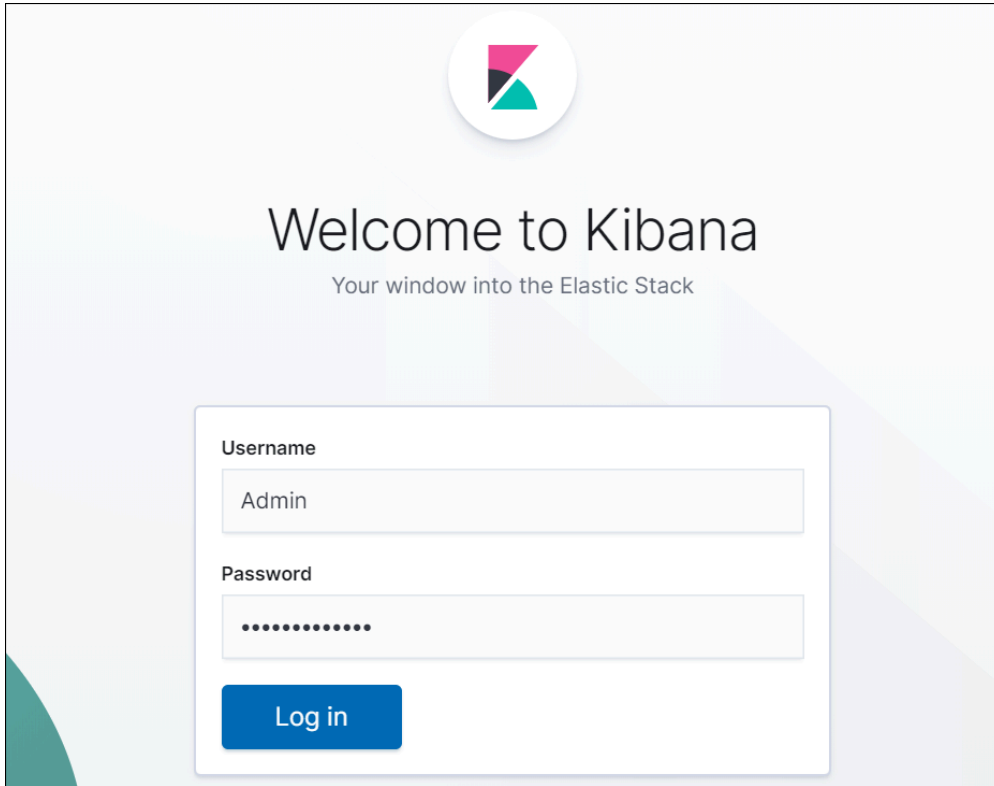 Welcome to Kibana
Your window into the Elastic Stack
Username
Admin
Password
•••••••••••••
Log in